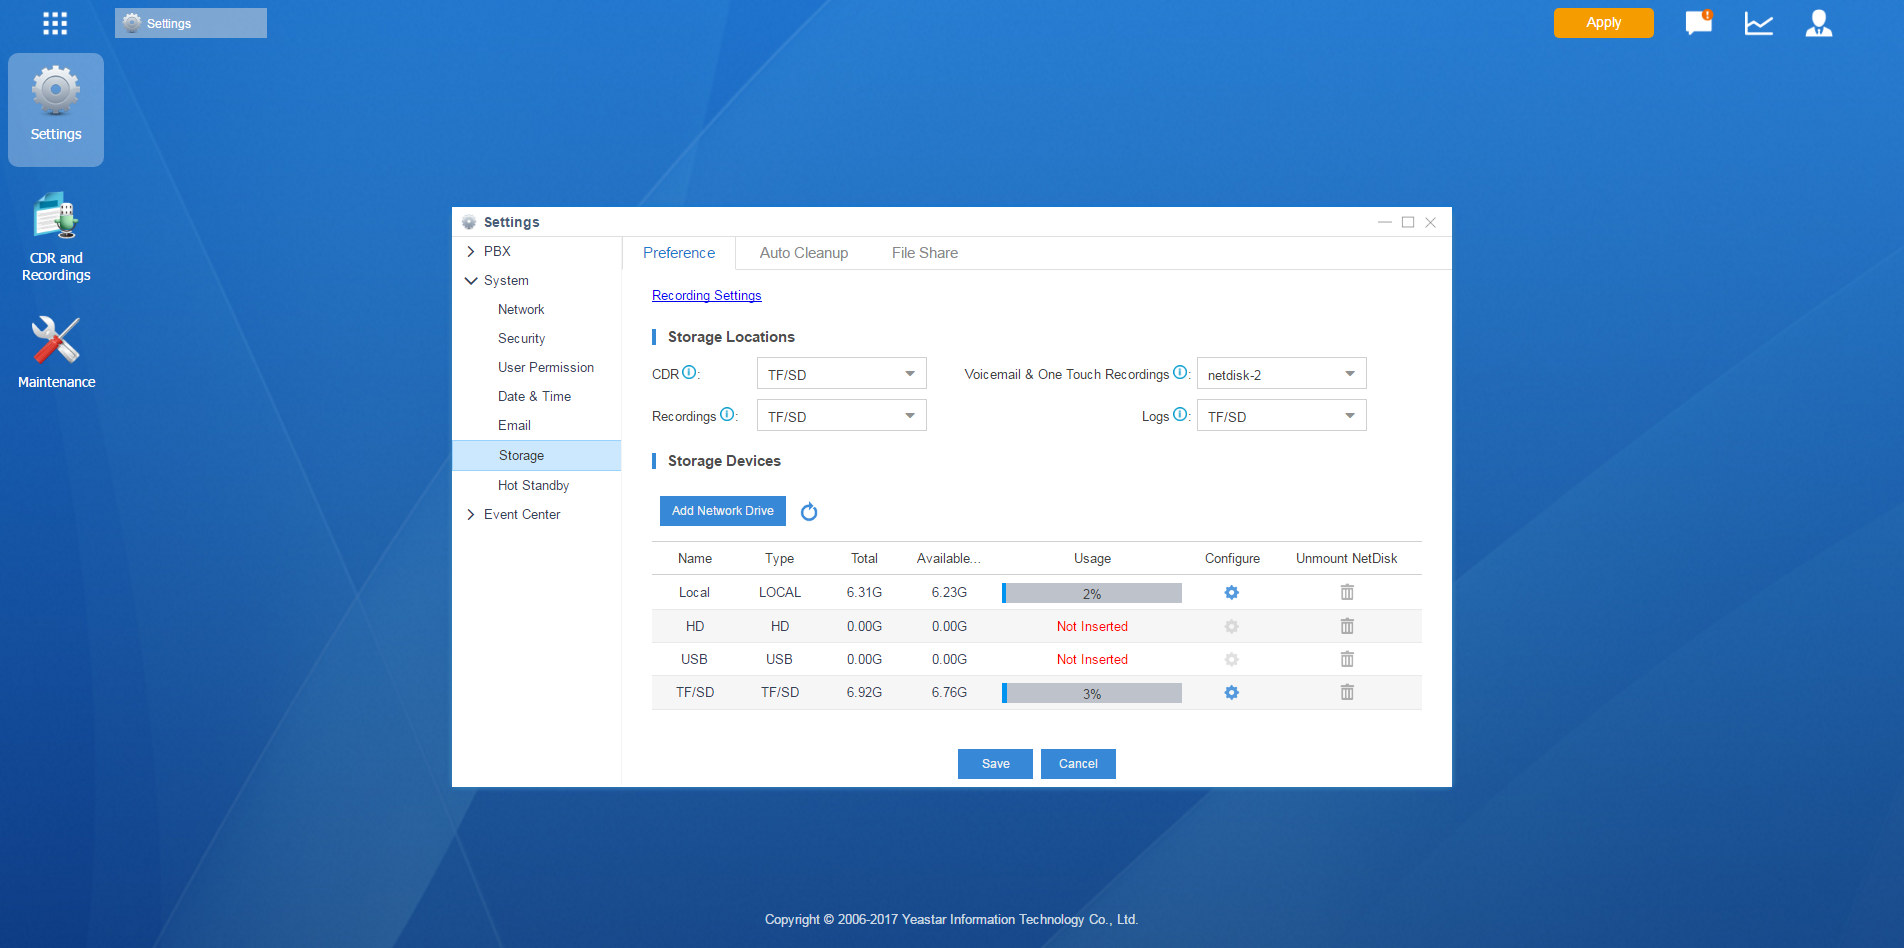 Settings
Apply
Settings
CDR and
Recordings
Maintenance
Settings
PBX
System
Network
Security
User Permission
Date & Time
Email
Storage
Hot Standby
Event Center
Preference Auto Cleanup File Share
Recording Settings
Storage Locations
CDR : TF/SD Voicemail & One Touch Recordings : netdisk-2
Recordings : TF/SD Logs : TF/SD
Storage Devices
Add Network Drive
Name Type Total Available... Usage Configure Unmount NetDisk
Local LOCAL 6.31G 6.23G 2%
HD HD 0.00G 0.00G Not Inserted
USB USB 0.00G 0.00G Not Inserted
TF/SD TF/SD 6.92G 6.76G 3%
Save Cancel
Copyright © 2006-2017 Yeastar Information Technology Co., Ltd.